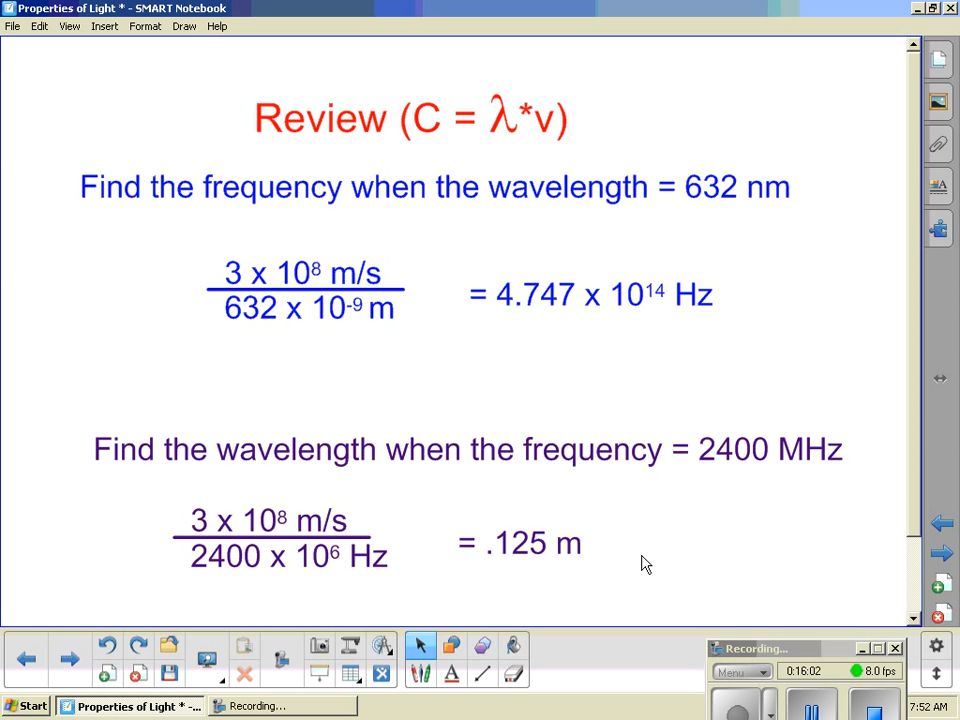 Properties of Light * - SMART Notebook
File Edit View Insert Format Draw Help
Review (C = λ*v)
Find the frequency when the wavelength = 632 nm
3 x 10⁸ m/s
632 x 10⁻⁹ m
= 4.747 x 10¹⁴ Hz
Find the wavelength when the frequency = 2400 MHz
3 x 10⁸ m/s
2400 x 10⁶ Hz
= .125 m
Recording...
Menu 0:16:02 8.0 fps
Start Properties of Light * -... Recording... 7:52 AM